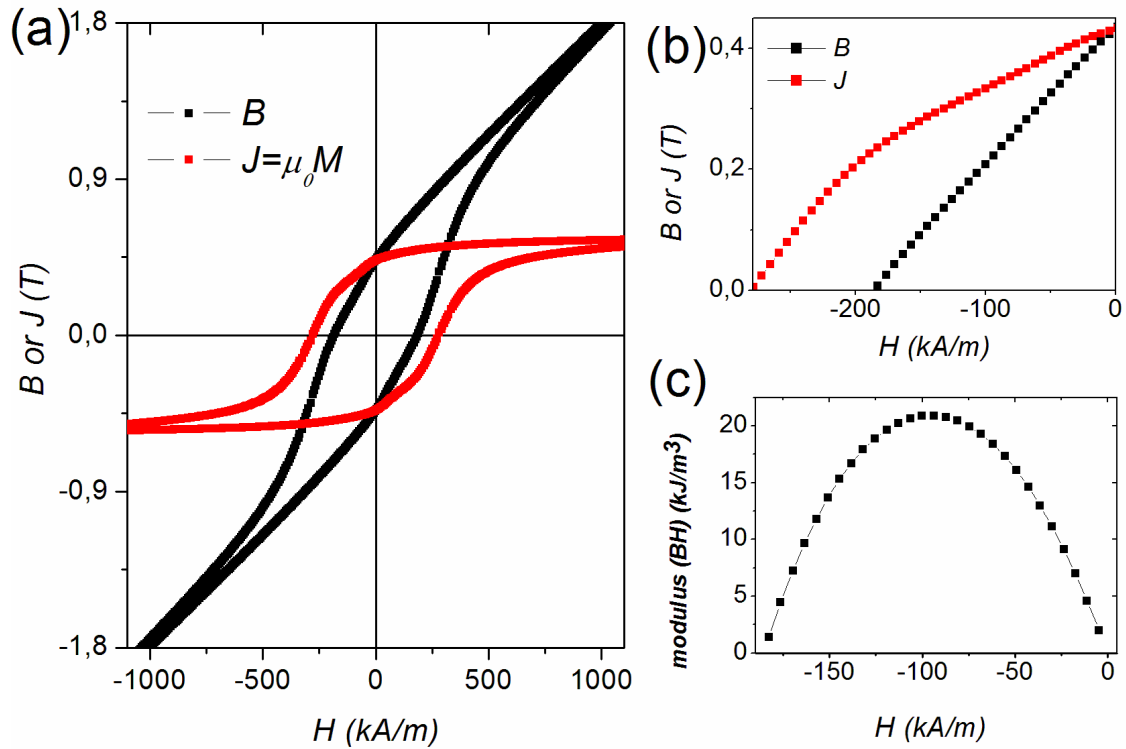 (a)
1,8
0,9
0,0
-0,9
-1,8
B or J (T)
B
J=μ₀M
-1000
-500
0
500
1000
H (kA/m)
(b)
B
J
0,4
0,2
0,0
B or J (T)
-200
-100
0
H (kA/m)
(c)
20
15
10
5
0
modulus (BH) (kJ/m³)
-150
-100
-50
0
H (kA/m)